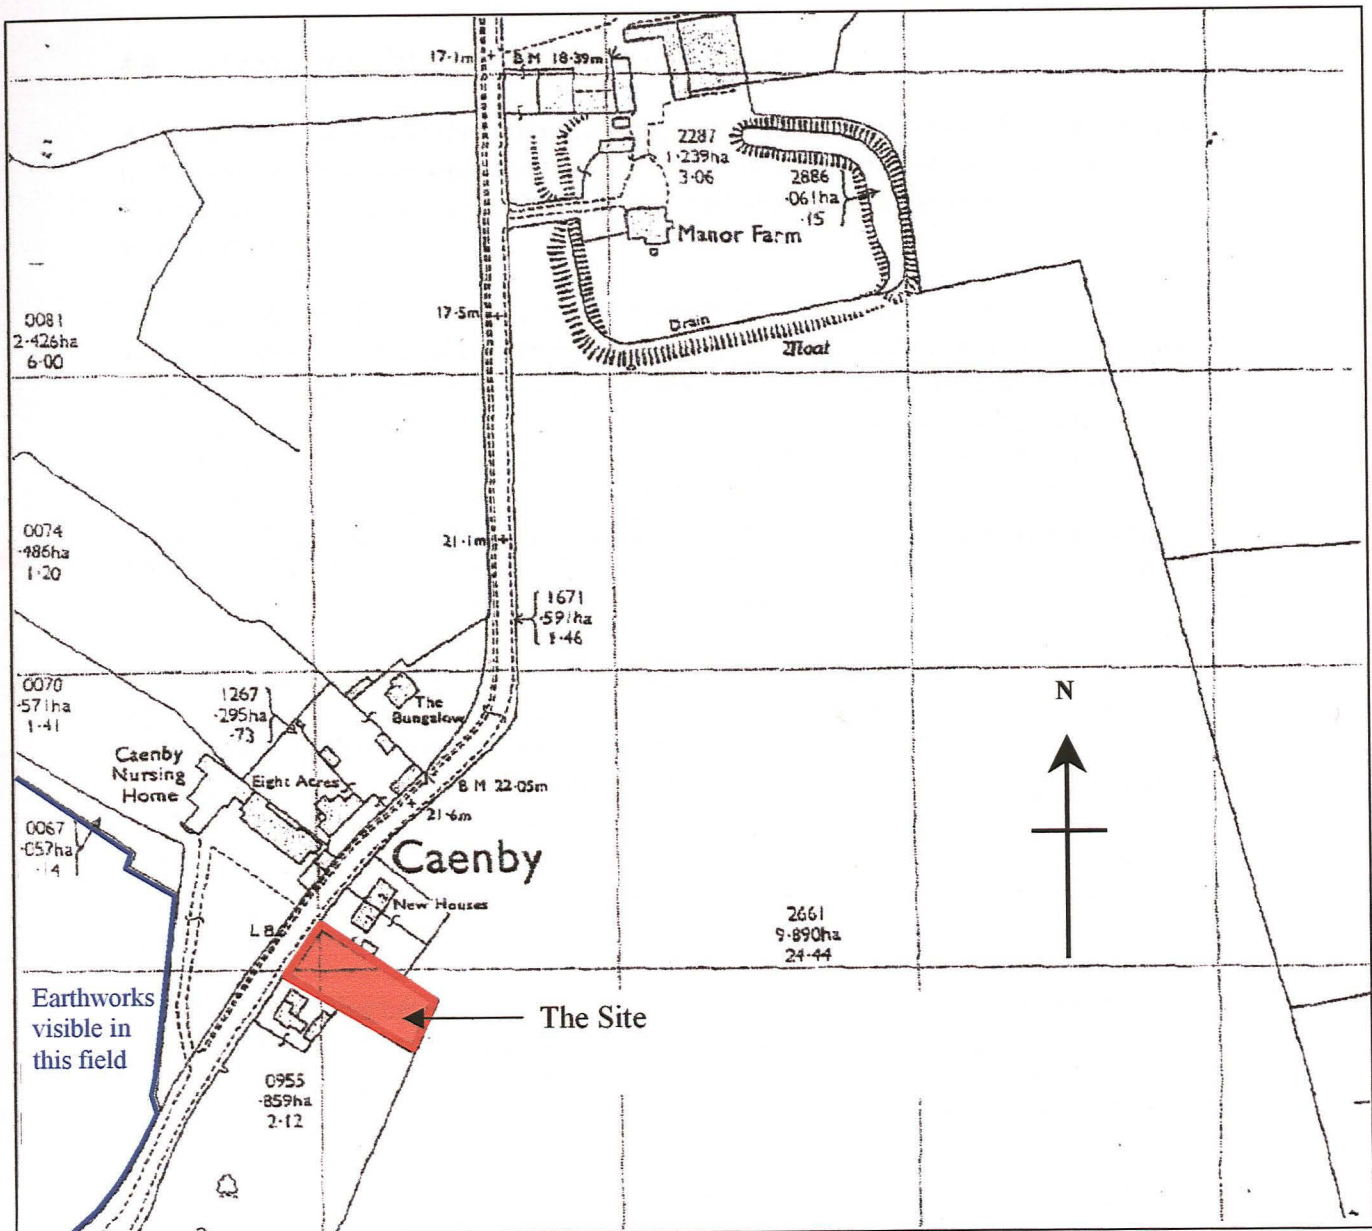 17·1m
B M 18·39m
2287
1·239ha
3·06
2886
·061ha
·15
Manor Farm
17·5m
Drain
Moat
0081
2·426ha
6·00
0074
·486ha
1·20
21·1m
1671
·591ha
1·46
0070
·571ha
1·41
1267
·295ha
·73
The
Bungalow
N
Caenby
Nursing
Home
Eight Acres
B M 22·05m
21·6m
0067
·057ha
·14
Caenby
New Houses
2661
9·890ha
24·44
Earthworks
visible in
this field
The Site
0955
·859ha
2·12